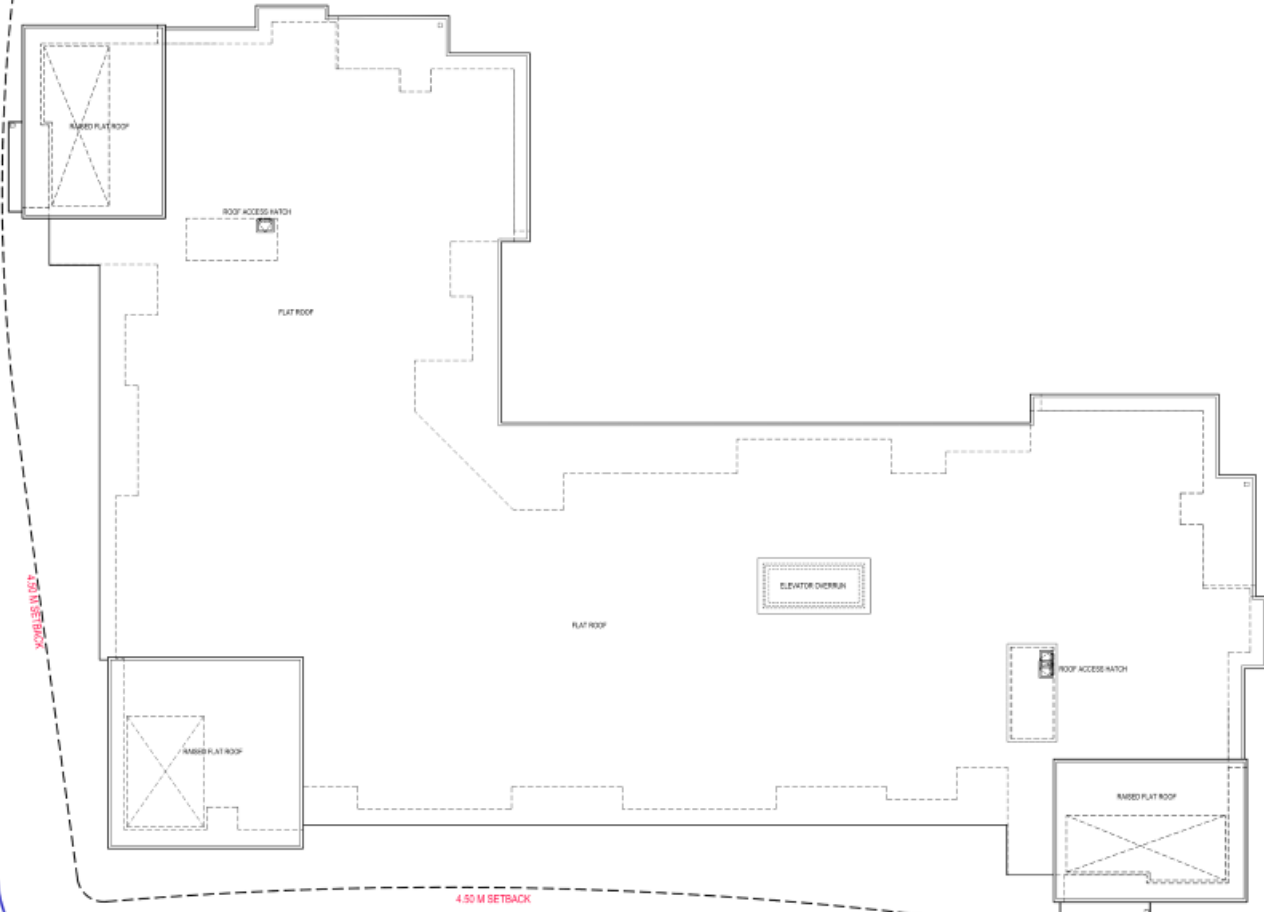 RAISED FLAT ROOF
ROOF ACCESS HATCH
FLAT ROOF
ELEVATOR OVERRUN
4.50 M SETBACK
FLAT ROOF
ROOF ACCESS HATCH
RAISED FLAT ROOF
RAISED FLAT ROOF
4.50 M SETBACK